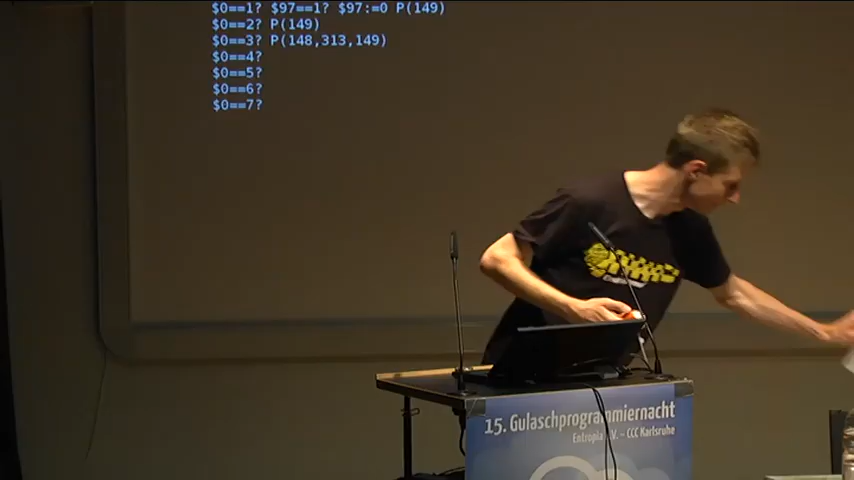 $0==1? $97==1? $97:=0 P(149)
$0==2? P(149)
$0==3? P(148,313,149)
$0==4?
$0==5?
$0==6?
$0==7?
15. Gulaschprogrammiernacht
Entropia e.V. – CCC Karlsruhe